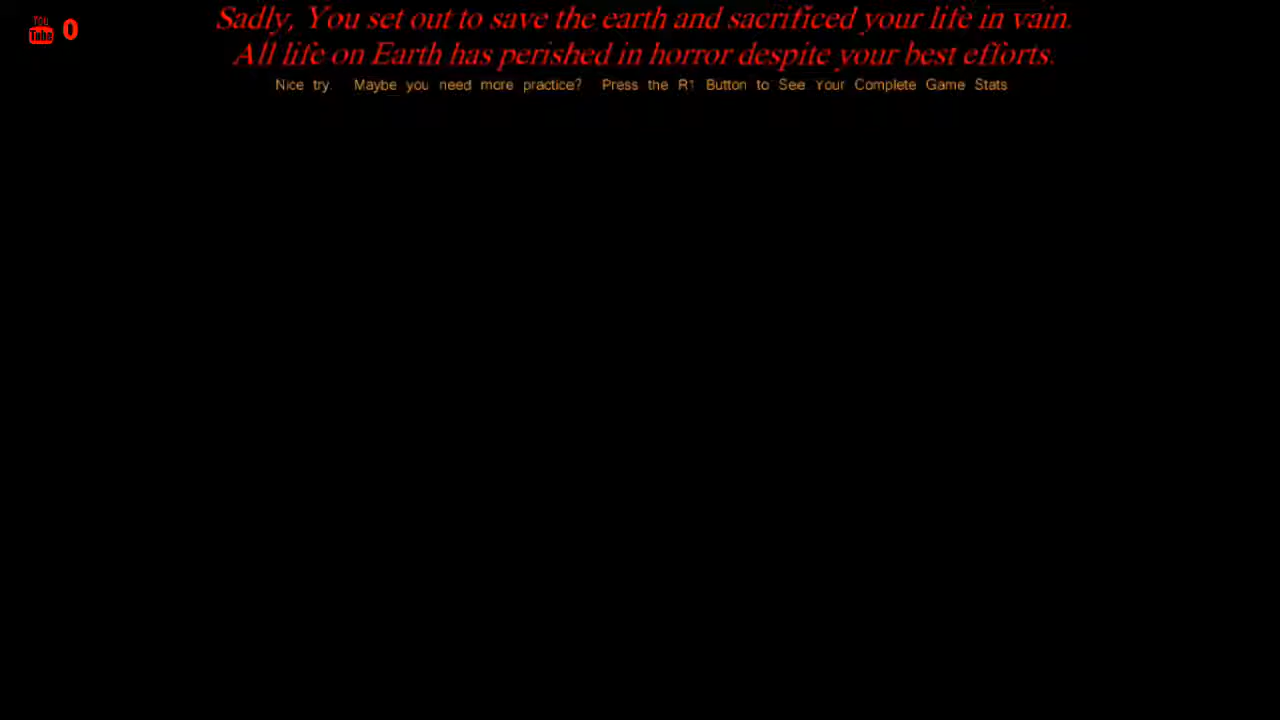 You
Tube 0
Sadly, You set out to save the earth and sacrificed your life in vain.
All life on Earth has perished in horror despite your best efforts.
Nice try. Maybe you need more practice? Press the R1 Button to See Your Complete Game Stats